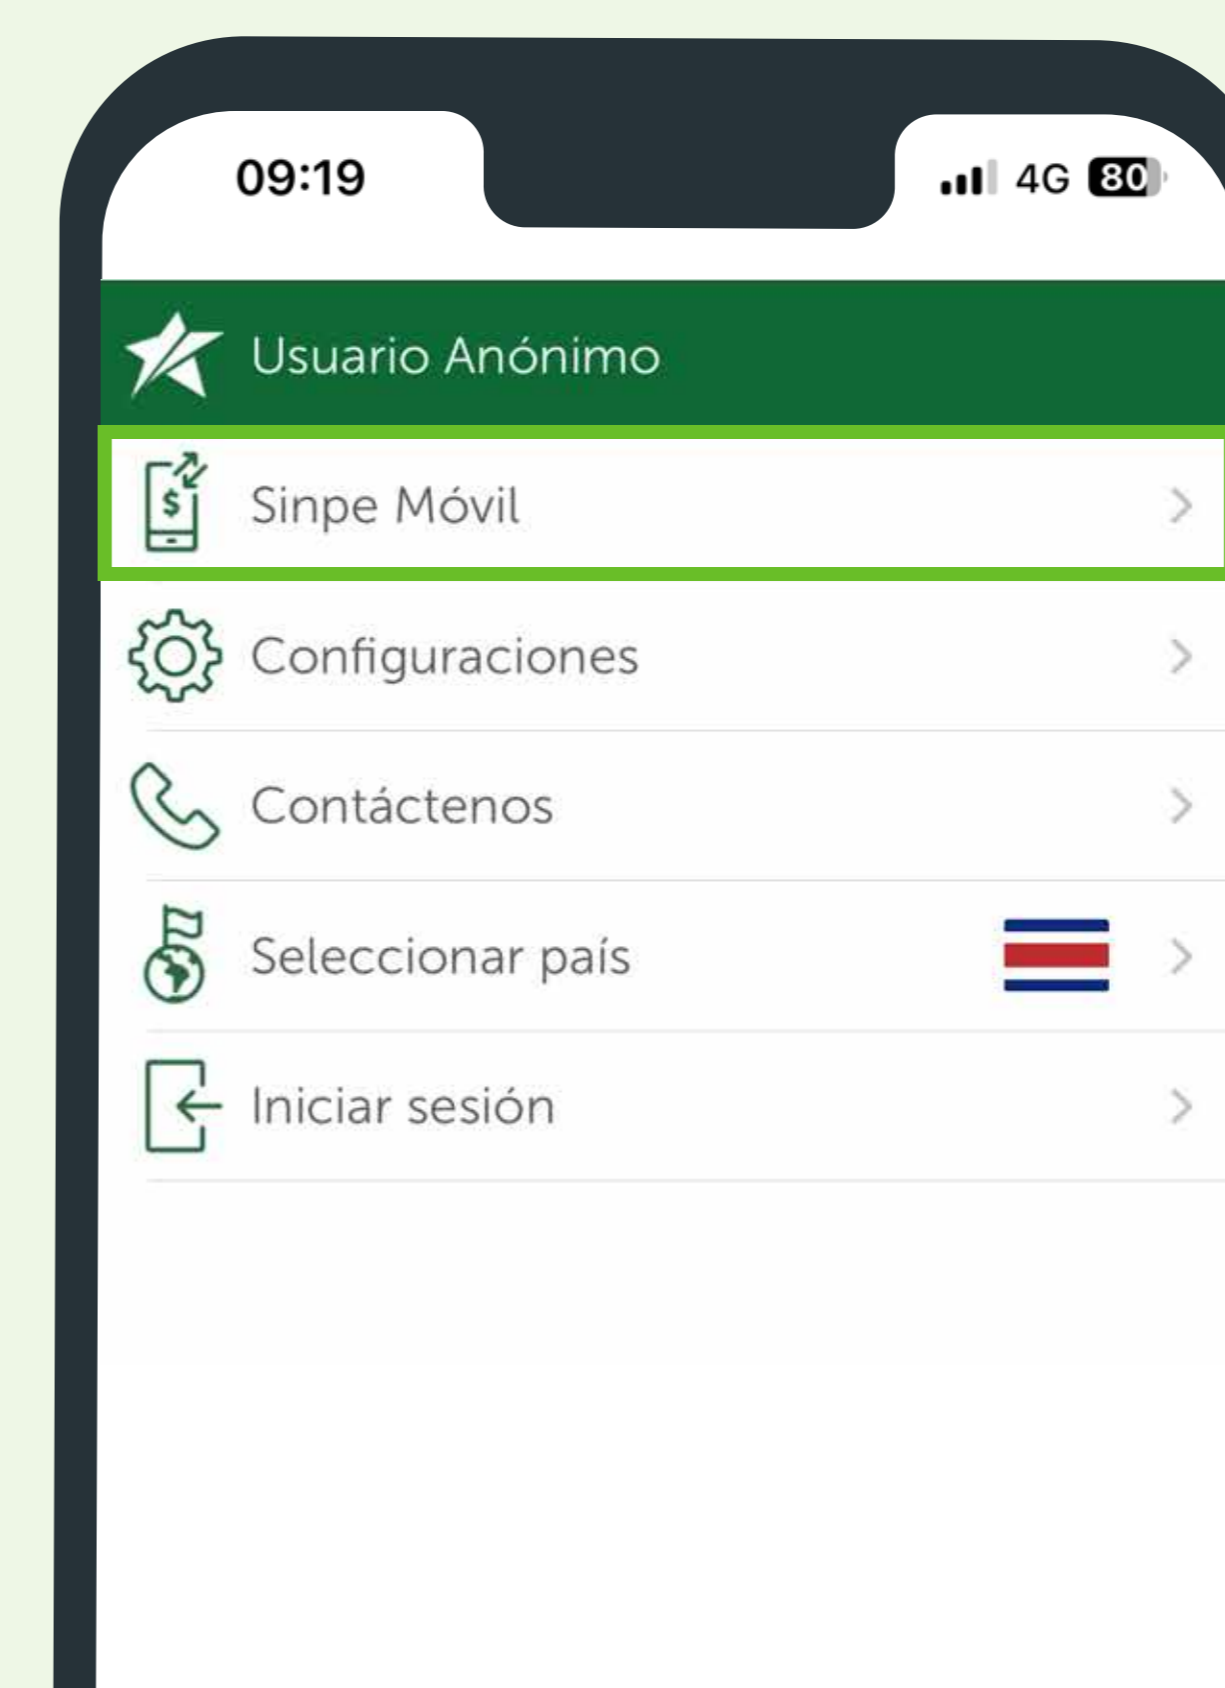 09:19
4G 80
Usuario Anónimo
$ Sinpe Móvil
Configuraciones
Contáctenos
Seleccionar país
Iniciar sesión